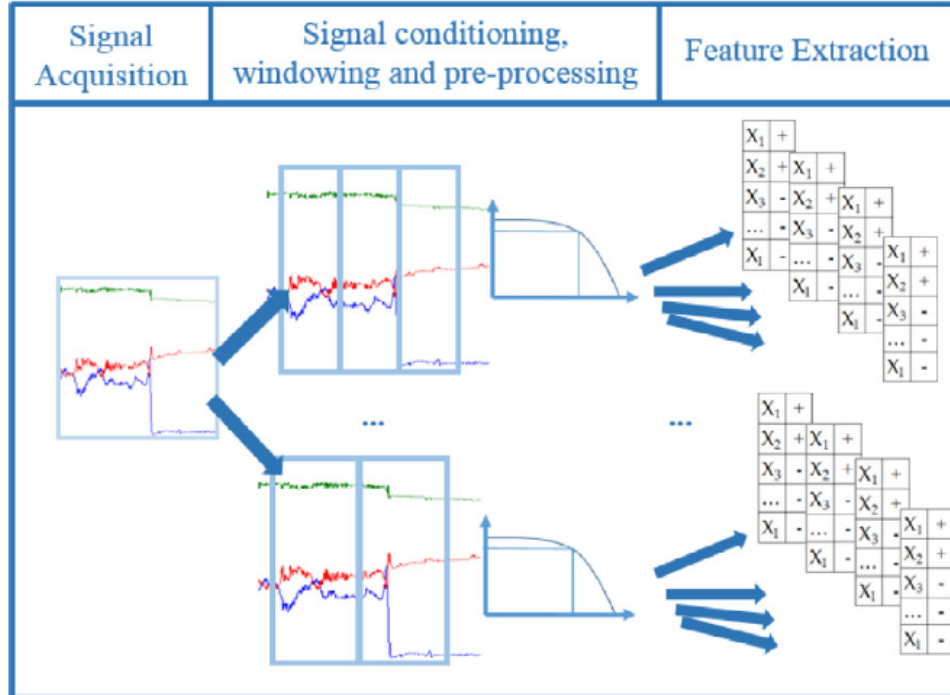 Signal
Acquisition
Signal conditioning,
windowing and pre-processing
Feature Extraction
X₁ +
X₂ +
X₃ -
... -
X₁ -
X₁ +
X₂ +
X₃ -
... -
X₁ -
X₁ +
X₂ +
X₃ -
... -
X₁ -
X₁ +
X₂ +
X₃ -
... -
X₁ -
...
...
X₁ +
X₂ +
X₃ -
... -
X₁ -
X₁ +
X₂ +
X₃ -
... -
X₁ -
X₁ +
X₂ +
X₃ -
... -
X₁ -
X₁ +
X₂ +
X₃ -
... -
X₁ -